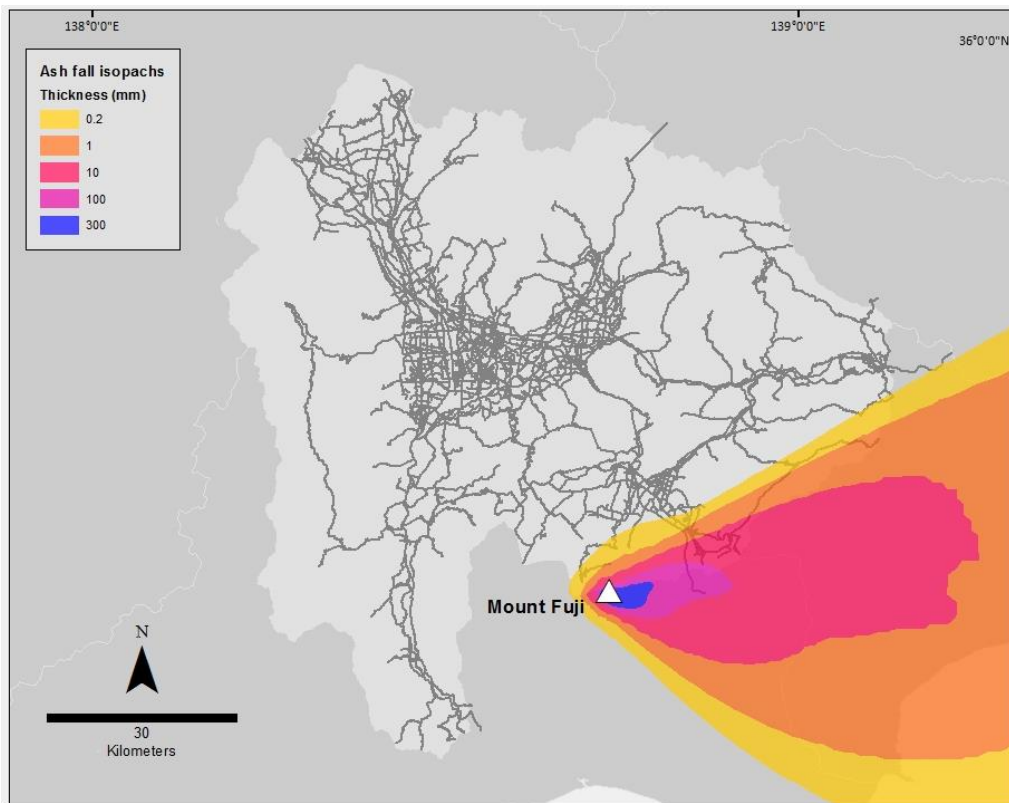 138°0'0"E
139°0'0"E
36°0'0"N
Ash fall isopachs
Thickness (mm)
0.2
1
10
100
300
Mount Fuji
N
30
Kilometers